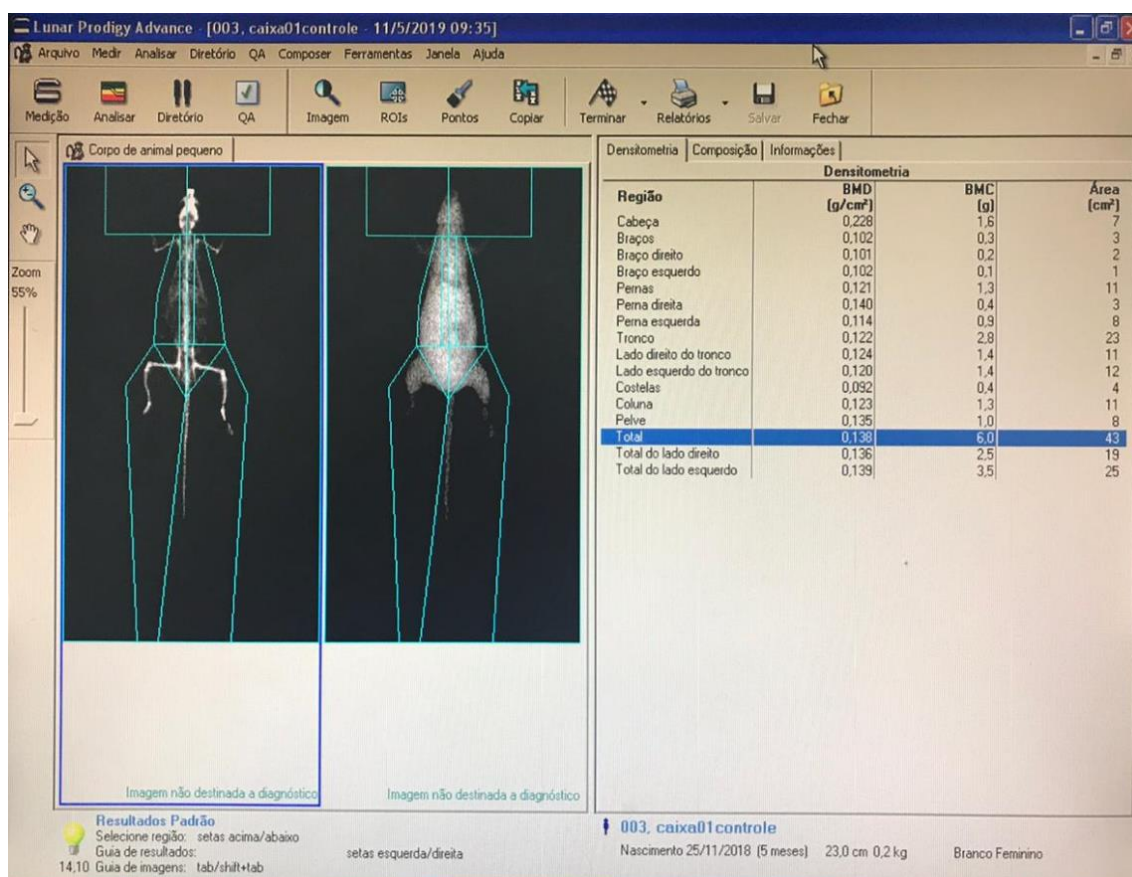 Lunar Prodigy Advance - [003, caixa01controle - 11/5/2019 09:35]
Arquivo Medir Analisar Diretório QA Composer Ferramentas Janela Ajuda
Medição Analisar Diretório QA Imagem ROIs Pontos Copiar Terminar Relatórios Salvar Fechar
Corpo de animal pequeno
Zoom
55%
Imagem não destinada a diagnóstico
Imagem não destinada a diagnóstico
Densitometria Composição Informações
Densitometria
Região BMD (g/cm²) BMC (g) Área (cm²)
Cabeça 0,228 1,6 7
Braços 0,102 0,3 3
Braço direito 0,101 0,2 2
Braço esquerdo 0,102 0,1 1
Pernas 0,121 1,3 11
Perna direita 0,140 0,4 3
Perna esquerda 0,114 0,9 8
Tronco 0,122 2,8 23
Lado direito do tronco 0,124 1,4 11
Lado esquerdo do tronco 0,120 1,4 12
Costelas 0,092 0,4 4
Coluna 0,123 1,3 11
Pelve 0,135 1,0 8
Total 0,138 6,0 43
Total do lado direito 0,136 2,5 19
Total do lado esquerdo 0,139 3,5 25
Resultados Padrão
Selecione região: setas acima/abaixo
Guia de resultados: setas esquerda/direita
14,10 Guia de imagens: tab/shift+tab
003, caixa01controle
Nascimento 25/11/2018 (5 meses) 23,0 cm 0,2 kg Branco Feminino